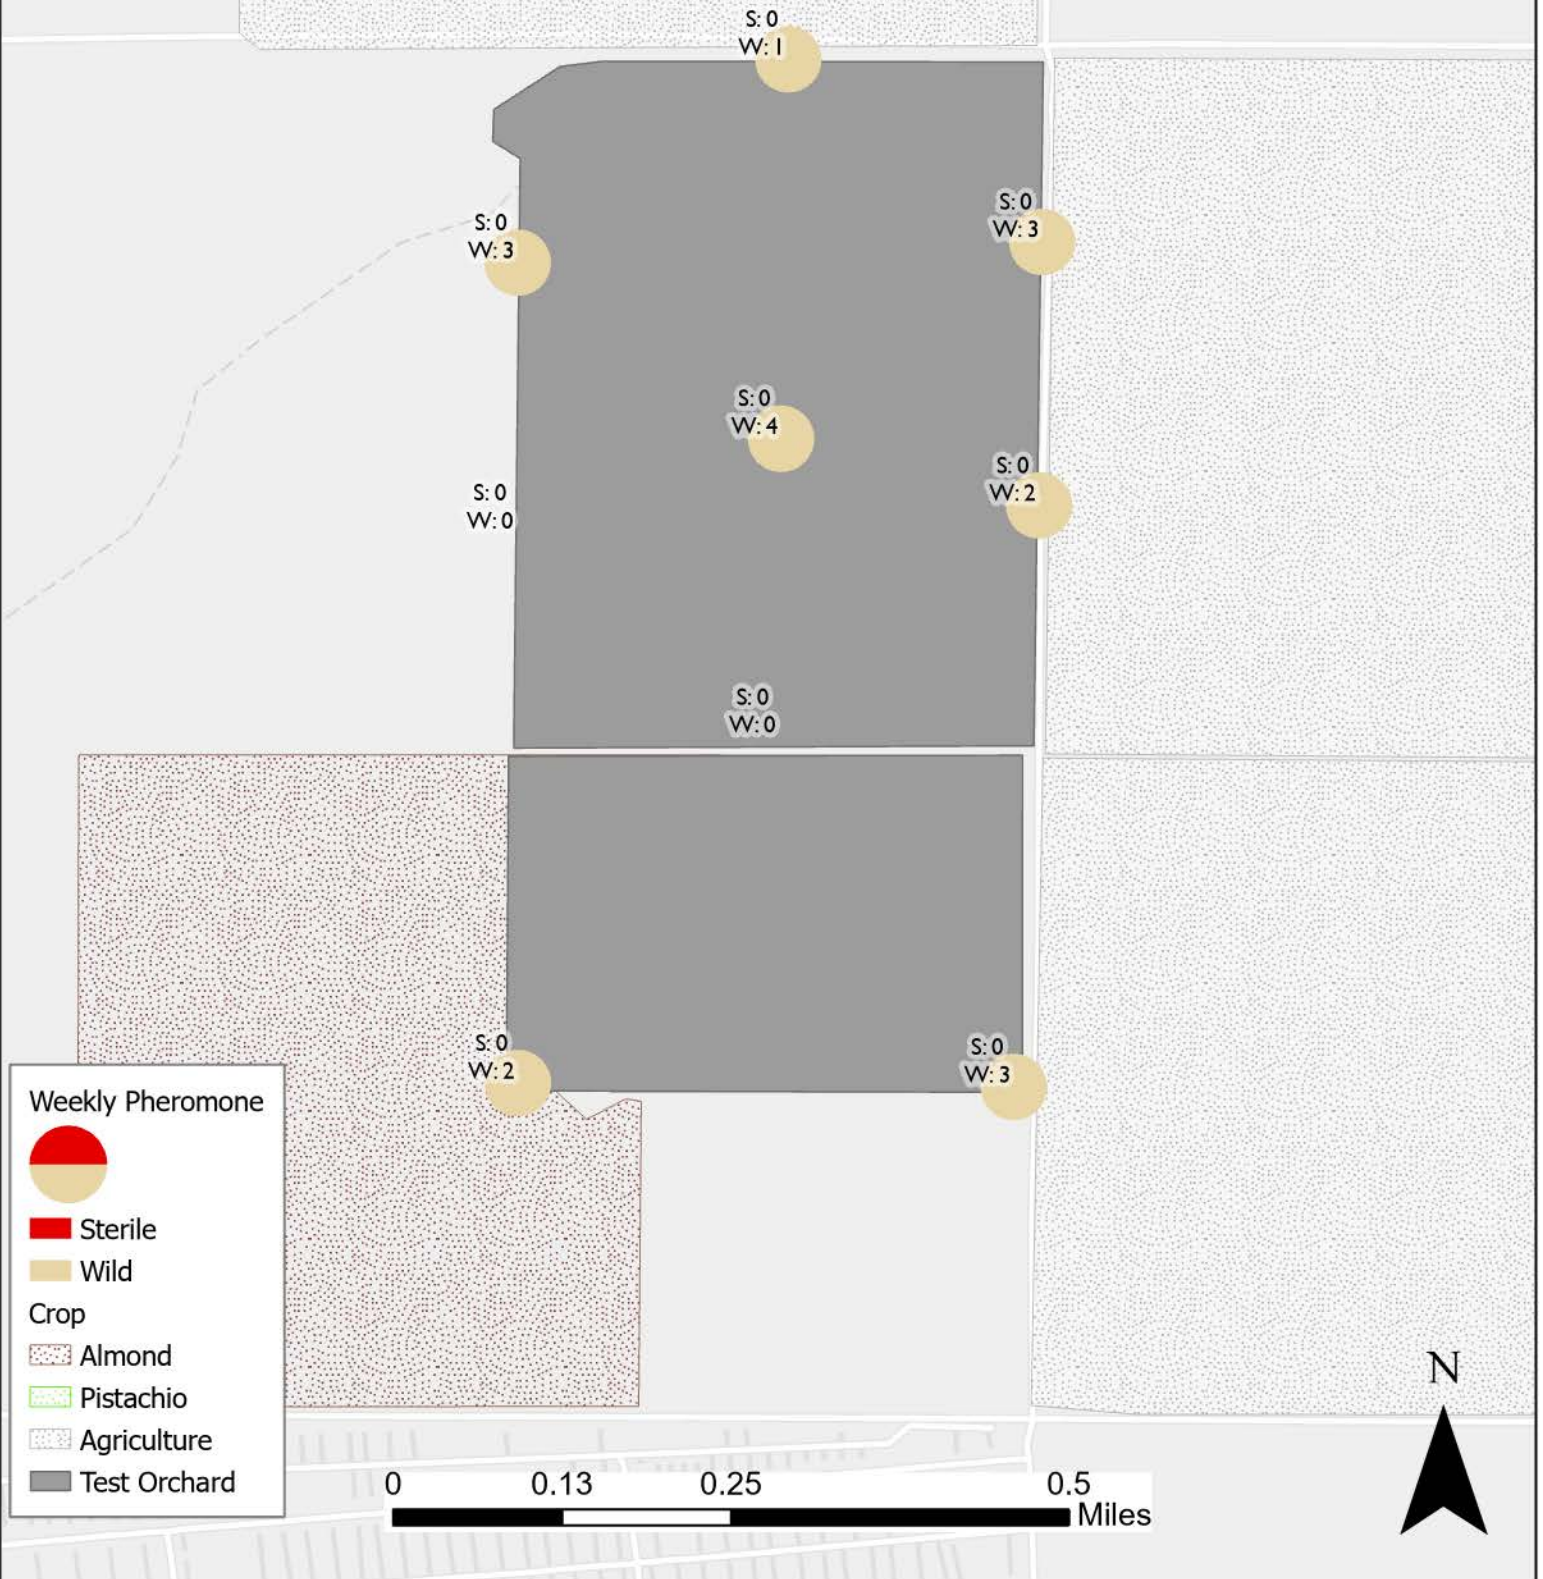 S: 0
W: 1
S: 0
W: 3
S: 0
W: 3
S: 0
W: 4
S: 0
W: 2
S: 0
W: 0
S: 0
W: 0
S: 0
W: 2
S: 0
W: 3
Weekly Pheromone
Sterile
Wild
Crop
Almond
Pistachio
Agriculture
Test Orchard
0 0.13 0.25 0.5
Miles
N